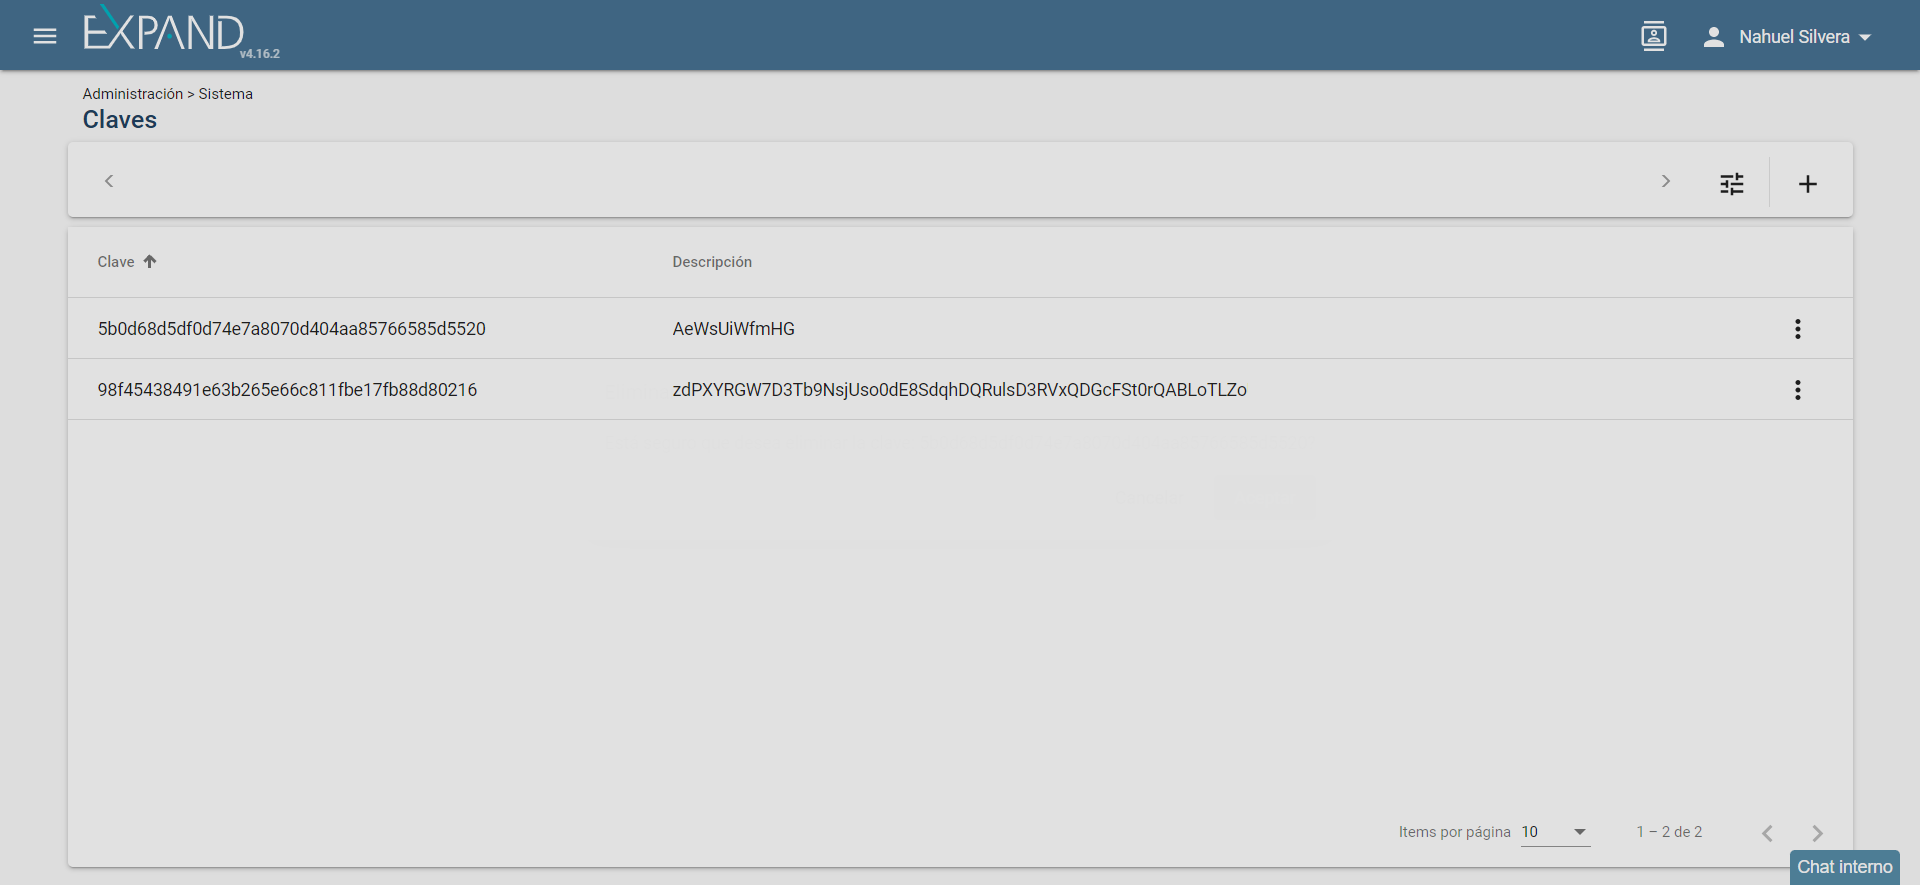 EXPAND
v4.16.2
Nahuel Silvera
Administración > Sistema
Claves
Clave
Descripción
5b0d68d5df0d74e7a8070d404aa85766585d5520
AeWsUiWfmHG
98f45438491e63b265e66c811fbe17fb88d80216
zdPXYRGW7D3Tb9NsjUso0dE8SdqhDQRulsD3RVxQDGcFSt0rQABLoTLZo
Items por página
10
1 – 2 de 2
Chat interno